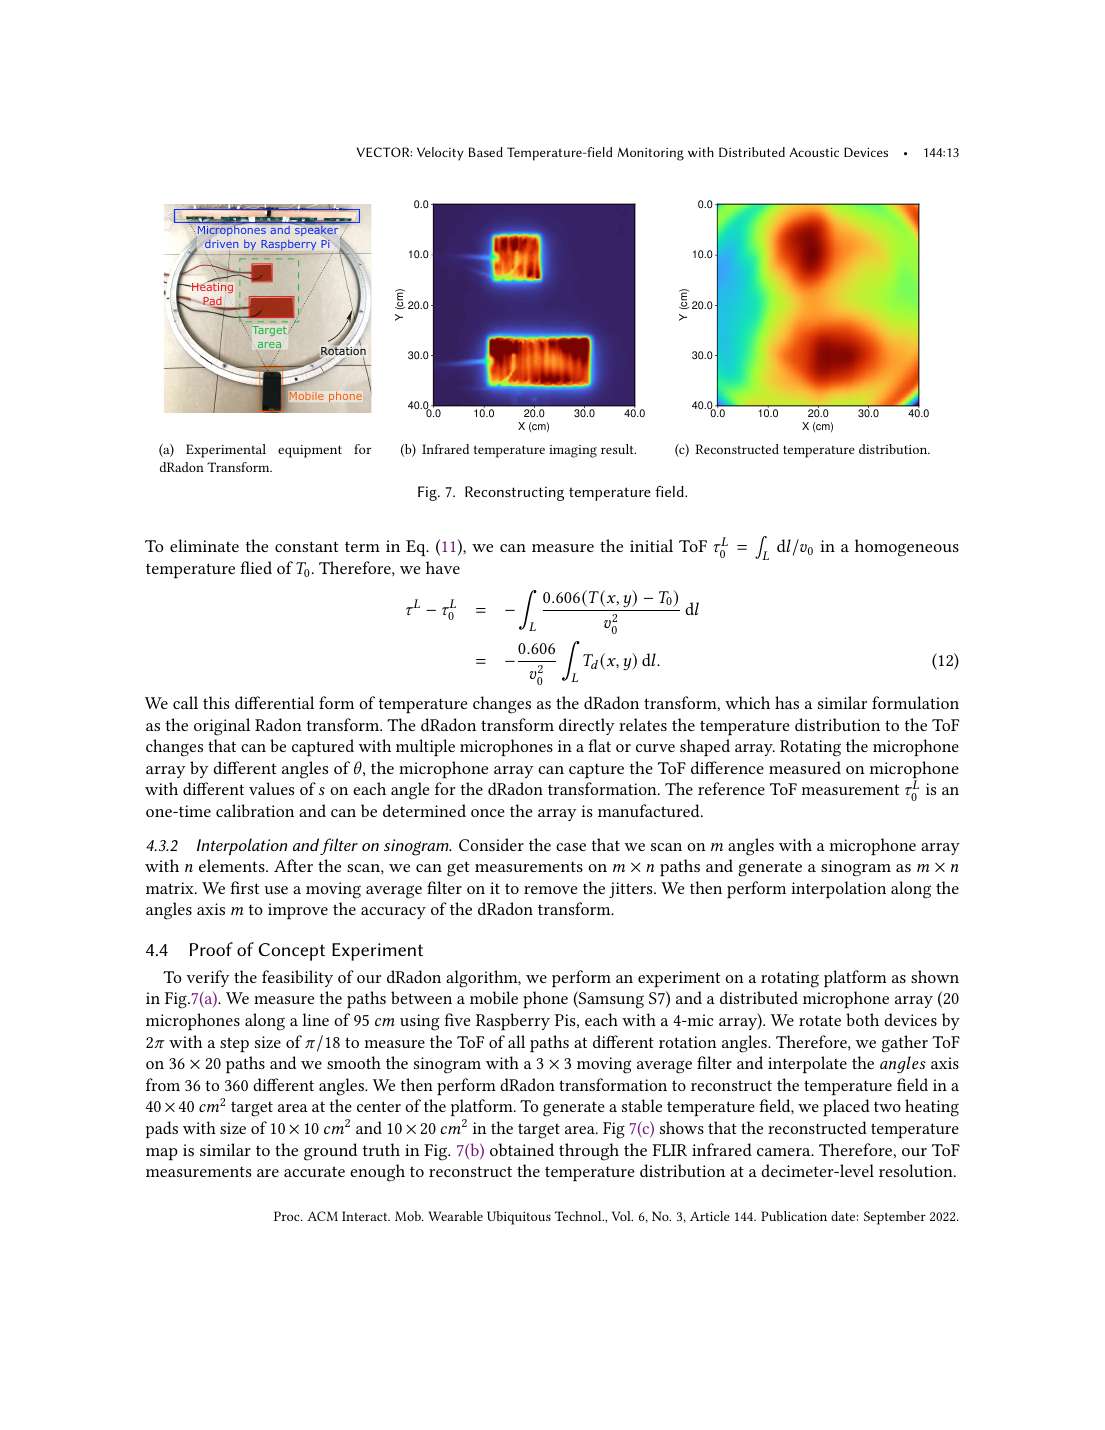 VECTOR: Velocity Based Temperature-field Monitoring with Distributed Acoustic Devices • 144:13
Microphones and speaker
driven by Raspberry Pi
Heating
Pad
Target
area
Rotation
Mobile phone
0.0
10.0
20.0
30.0
40.0
Y (cm)
0.0 10.0 20.0 30.0 40.0
X (cm)
0.0
10.0
20.0
30.0
40.0
Y (cm)
0.0 10.0 20.0 30.0 40.0
X (cm)
(a) Experimental equipment for
dRadon Transform.
(b) Infrared temperature imaging result.
(c) Reconstructed temperature distribution.
Fig. 7. Reconstructing temperature field.
To eliminate the constant term in Eq. (11), we can measure the initial ToF τ₀ᴸ = ∫_L dl/v₀ in a homogeneous
temperature flied of T₀. Therefore, we have
τᴸ − τ₀ᴸ = − ∫_L 0.606(T(x, y) − T₀) / v₀² dl
= − 0.606 / v₀² ∫_L T_d(x, y) dl. (12)
We call this differential form of temperature changes as the dRadon transform, which has a similar formulation
as the original Radon transform. The dRadon transform directly relates the temperature distribution to the ToF
changes that can be captured with multiple microphones in a flat or curve shaped array. Rotating the microphone
array by different angles of θ, the microphone array can capture the ToF difference measured on microphone
with different values of s on each angle for the dRadon transformation. The reference ToF measurement τ₀ᴸ is an
one-time calibration and can be determined once the array is manufactured.
4.3.2 Interpolation and filter on sinogram. Consider the case that we scan on m angles with a microphone array
with n elements. After the scan, we can get measurements on m × n paths and generate a sinogram as m × n
matrix. We first use a moving average filter on it to remove the jitters. We then perform interpolation along the
angles axis m to improve the accuracy of the dRadon transform.
4.4 Proof of Concept Experiment
To verify the feasibility of our dRadon algorithm, we perform an experiment on a rotating platform as shown
in Fig.7(a). We measure the paths between a mobile phone (Samsung S7) and a distributed microphone array (20
microphones along a line of 95 cm using five Raspberry Pis, each with a 4-mic array). We rotate both devices by
2π with a step size of π/18 to measure the ToF of all paths at different rotation angles. Therefore, we gather ToF
on 36 × 20 paths and we smooth the sinogram with a 3 × 3 moving average filter and interpolate the angles axis
from 36 to 360 different angles. We then perform dRadon transformation to reconstruct the temperature field in a
40 × 40 cm² target area at the center of the platform. To generate a stable temperature field, we placed two heating
pads with size of 10 × 10 cm² and 10 × 20 cm² in the target area. Fig 7(c) shows that the reconstructed temperature
map is similar to the ground truth in Fig. 7(b) obtained through the FLIR infrared camera. Therefore, our ToF
measurements are accurate enough to reconstruct the temperature distribution at a decimeter-level resolution.
Proc. ACM Interact. Mob. Wearable Ubiquitous Technol., Vol. 6, No. 3, Article 144. Publication date: September 2022.